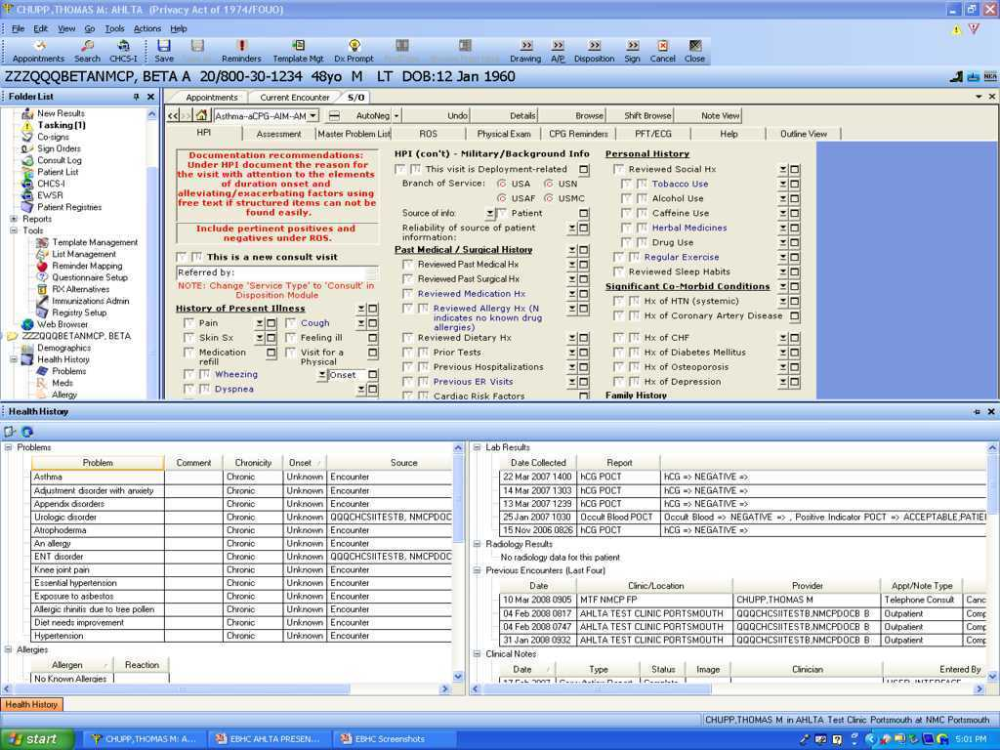 CHUPP,THOMAS M: AHLTA (Privacy Act of 1974/FOUO)
File Edit View Go Tools Actions Help
Appointments Search CHCS-I Save Reminders Template Mgt Dx Prompt Drawing A/P Disposition Sign Cancel Close
ZZZQQQBETANMCP, BETA A 20/800-30-1234 48yo M LT DOB:12 Jan 1960
Folder List
New Results
Tasking (1)
Co-signs
Sign Orders
Consult Log
Patient List
CHCS-I
EWSR
Patient Registries
Reports
Tools
Template Management
List Management
Reminder Mapping
Questionnaire Setup
RX Alternatives
Immunizations Admin
Registry Setup
Web Browser
ZZZQQQBETANMCP, BETA
Demographics
Health History
Problems
Meds
Allergy
Appointments Current Encounter S/O
Asthma--aCPG-AIM-AM AutoNeg Undo Details Browse Shift Browse Note View
HPI Assessment Master Problem List ROS Physical Exam CPG Reminders PFT/ECG Help Outline View
Documentation recommendations:
Under HPI document the reason for
the visit with attention to the elements
of duration onset and
alleviating/exacerbating factors using
free text if structured items can not be
found easily.
Include pertinent positives and
negatives under ROS.
Y N This is a new consult visit
Referred by:
NOTE: Change 'Service Type' to 'Consult' in
Disposition Module
History of Present Illness
Y Pain Y Cough
Y Skin Sx Y Feeling ill
Y Medication
refill
Y Visit for a
Physical
Y N Wheezing Onset
Y N Dyspnea
HPI (con't) - Military/Background Info
Y N This visit is Deployment-related
Branch of Service: USA USN
USAF USMC
Source of info: Y Patient
Reliability of source of patient
information:
Past Medical / Surgical History
Y Reviewed Past Medical Hx
Y Reviewed Past Surgical Hx
Y Reviewed Medication Hx
Y N Reviewed Allergy Hx (N
indicates no known drug
allergies)
Y Reviewed Dietary Hx
Y N Prior Tests
Y N Previous Hospitalizations
Y N Previous ER Visits
Y N Cardiac Risk Factors
Personal History
Y Reviewed Social Hx
Y N Tobacco Use
Y N Alcohol Use
Y N Caffeine Use
Y N Herbal Medicines
Y N Drug Use
Y N Regular Exercise
Y Reviewed Sleep Habits
Significant Co-Morbid Conditions
Y N Hx of HTN (systemic)
Y N Hx of Coronary Artery Disease
Y N Hx of CHF
Y N Hx of Diabetes Mellitus
Y N Hx of Osteoporosis
Y N Hx of Depression
Family History
Health History
Problems
Problem Comment Chronicity Onset Source
Asthma Chronic Unknown Encounter
Adjustment disorder with anxiety Chronic Unknown Encounter
Appendix disorders Chronic Unknown Encounter
Urologic disorder Chronic Unknown QQQCHCSIITESTB, NMCPDOC
Atrophoderma Chronic Unknown Encounter
An allergy Chronic Unknown Encounter
ENT disorder Chronic Unknown QQQCHCSIITESTB, NMCPDOC
Knee joint pain Chronic Unknown Encounter
Essential hypertension Chronic Unknown Encounter
Exposure to asbestos Chronic Unknown Encounter
Allergic rhinitis due to tree pollen Chronic Unknown Encounter
Diet needs improvement Chronic Unknown Encounter
Hypertension Chronic Unknown Encounter
Allergies
Allergen Reaction
No Known Allergies
Lab Results
Date Collected Report
22 Mar 2007 1400 hCG POCT hCG => NEGATIVE =>
14 Mar 2007 1303 hCG POCT hCG => NEGATIVE =>
13 Mar 2007 1239 hCG POCT hCG => NEGATIVE =>
25 Jan 2007 1030 Occult Blood POCT Occult Blood => NEGATIVE => , Positive Indicator POCT => ACCEPTABLE,PATIE
15 Nov 2006 0826 hCG POCT hCG => NEGATIVE =>
Radiology Results
No radiology data for this patient
Previous Encounters (Last Four)
Date Clinic/Location Provider Appt/Note Type
10 Mar 2008 0905 MTF NMCP FP CHUPP,THOMAS M Telephone Consult Canc
04 Feb 2008 0817 AHLTA TEST CLINIC PORTSMOUTH QQQCHCSIITESTB,NMCPDOCB B Outpatient Comp
04 Feb 2008 0747 AHLTA TEST CLINIC PORTSMOUTH QQQCHCSIITESTB,NMCPDOCB B Outpatient Comp
31 Jan 2008 0932 AHLTA TEST CLINIC PORTSMOUTH QQQCHCSIITESTB,NMCPDOCB B Outpatient Comp
Clinical Notes
Date Type Status Image Clinician Entered By
Health History
CHUPP,THOMAS M in AHLTA Test Clinic Portsmouth at NMC Portsmouth
start CHUPP,THOMAS M: A... EBHC AHLTA PRESEN... EBHC Screenshots 5:01 PM